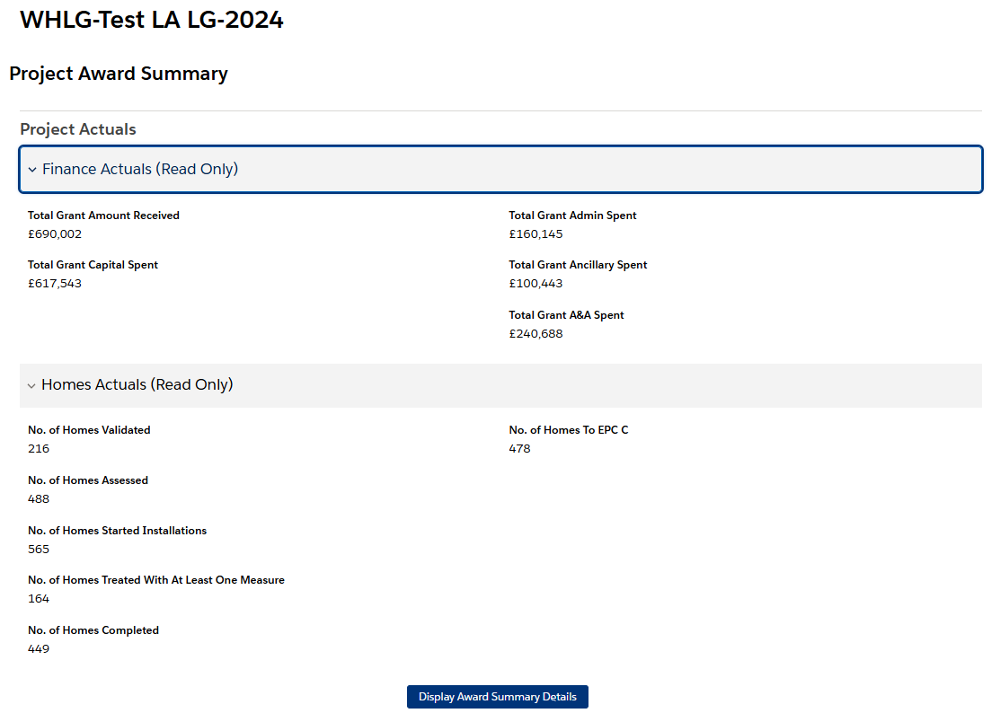 WHLG-Test LA LG-2024
Project Award Summary
Project Actuals
Finance Actuals (Read Only)
Total Grant Amount Received
£690,002
Total Grant Admin Spent
£160,145
Total Grant Capital Spent
£617,543
Total Grant Ancillary Spent
£100,443
Total Grant A&A Spent
£240,688
Homes Actuals (Read Only)
No. of Homes Validated
216
No. of Homes To EPC C
478
No. of Homes Assessed
488
No. of Homes Started Installations
565
No. of Homes Treated With At Least One Measure
164
No. of Homes Completed
449
Display Award Summary Details